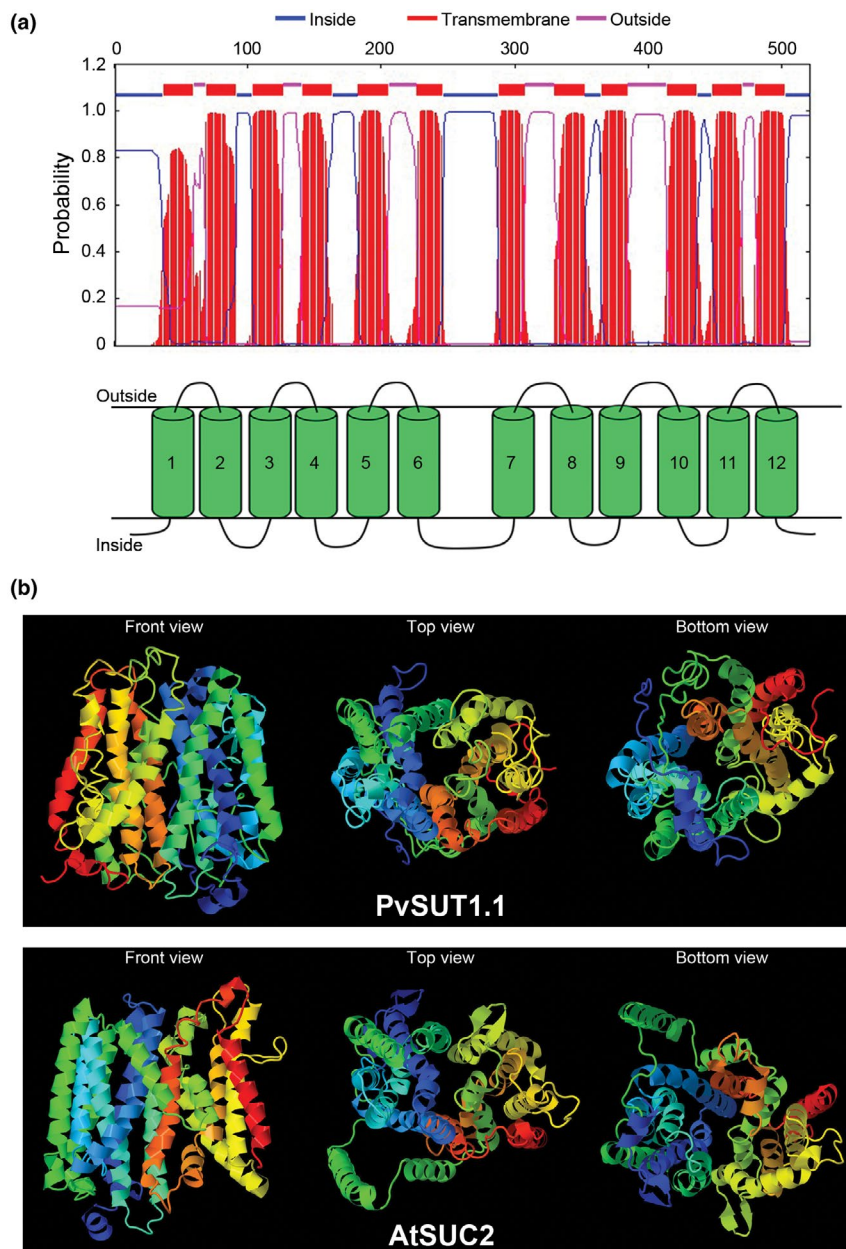 (a)
Inside Transmembrane Outside
0 100 200 300 400 500
1.2
1.0
0.8
0.6
0.4
0.2
0
Probability
Outside
1 2 3 4 5 6 7 8 9 10 11 12
Inside
(b)
Front view Top view Bottom view
PvSUT1.1
Front view Top view Bottom view
AtSUC2